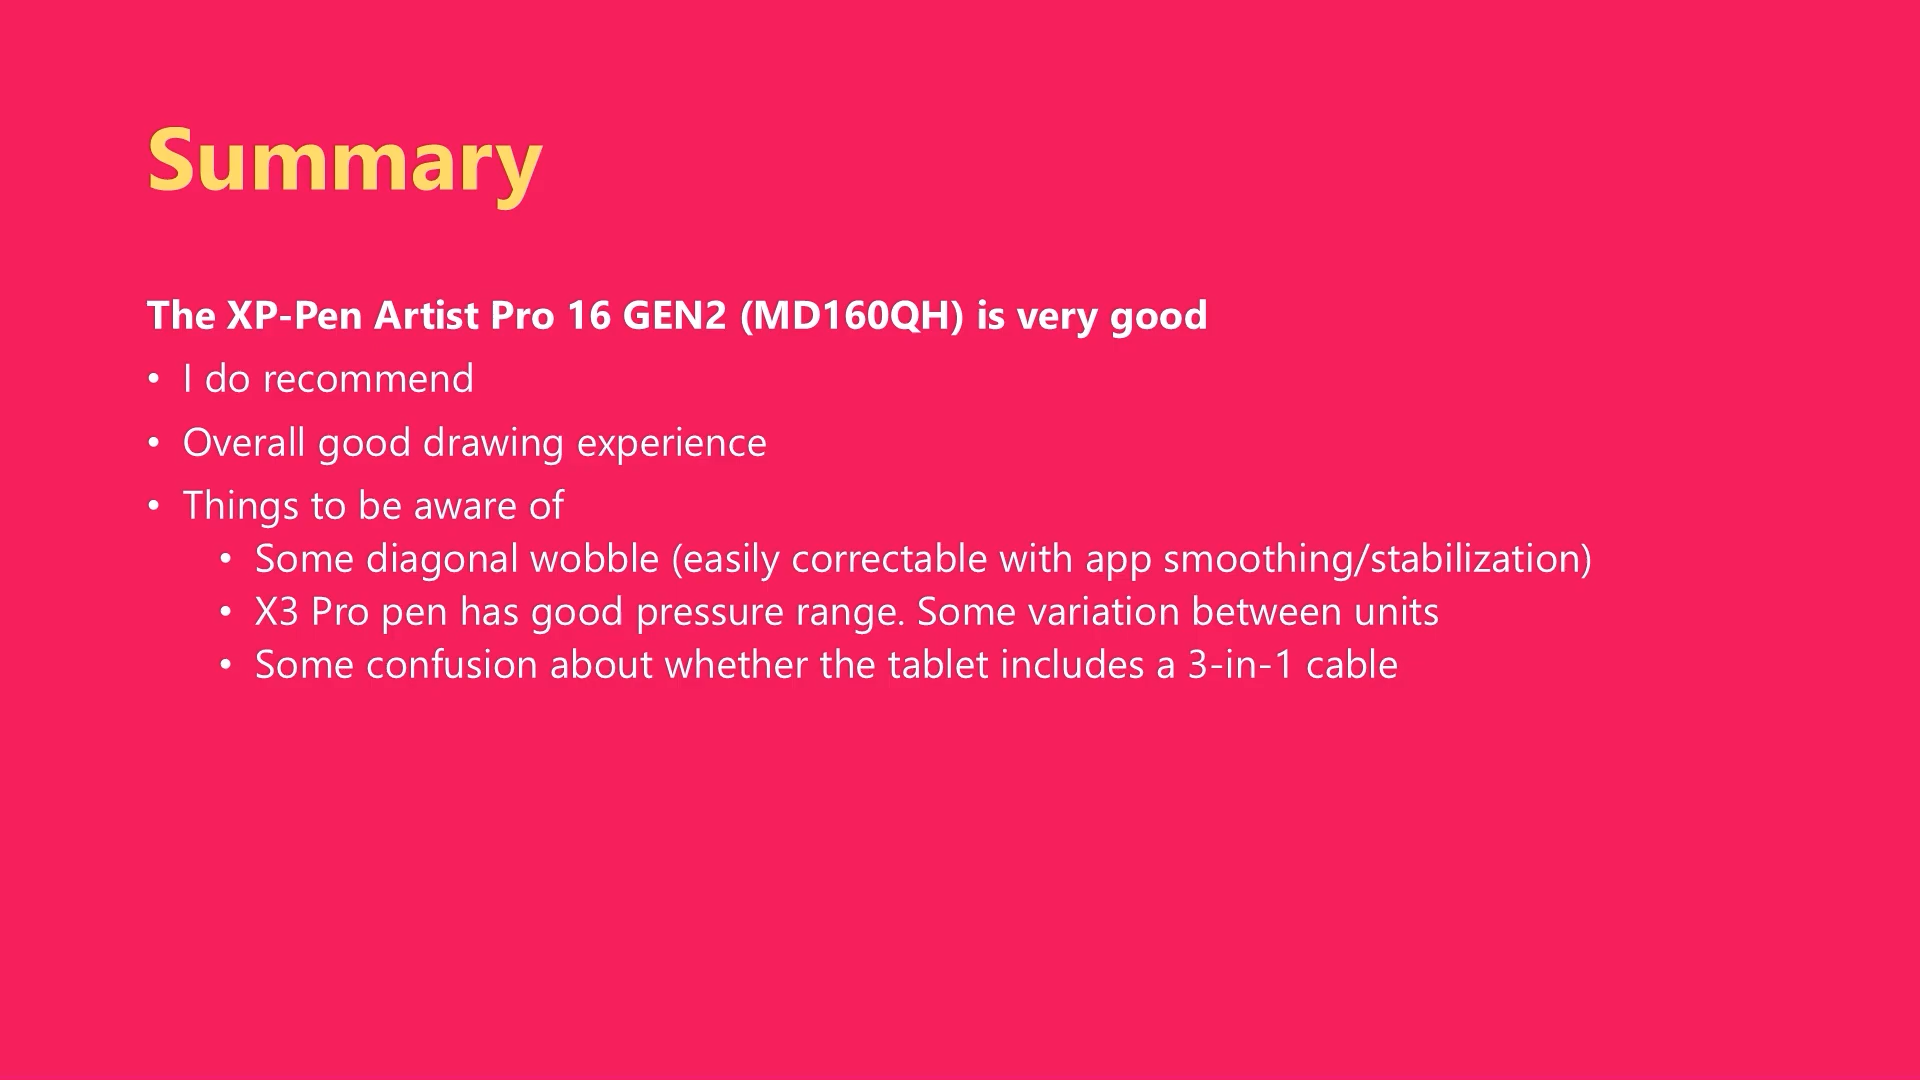 Summary
The XP-Pen Artist Pro 16 GEN2 (MD160QH) is very good
• I do recommend
• Overall good drawing experience
• Things to be aware of
• Some diagonal wobble (easily correctable with app smoothing/stabilization)
• X3 Pro pen has good pressure range. Some variation between units
• Some confusion about whether the tablet includes a 3-in-1 cable